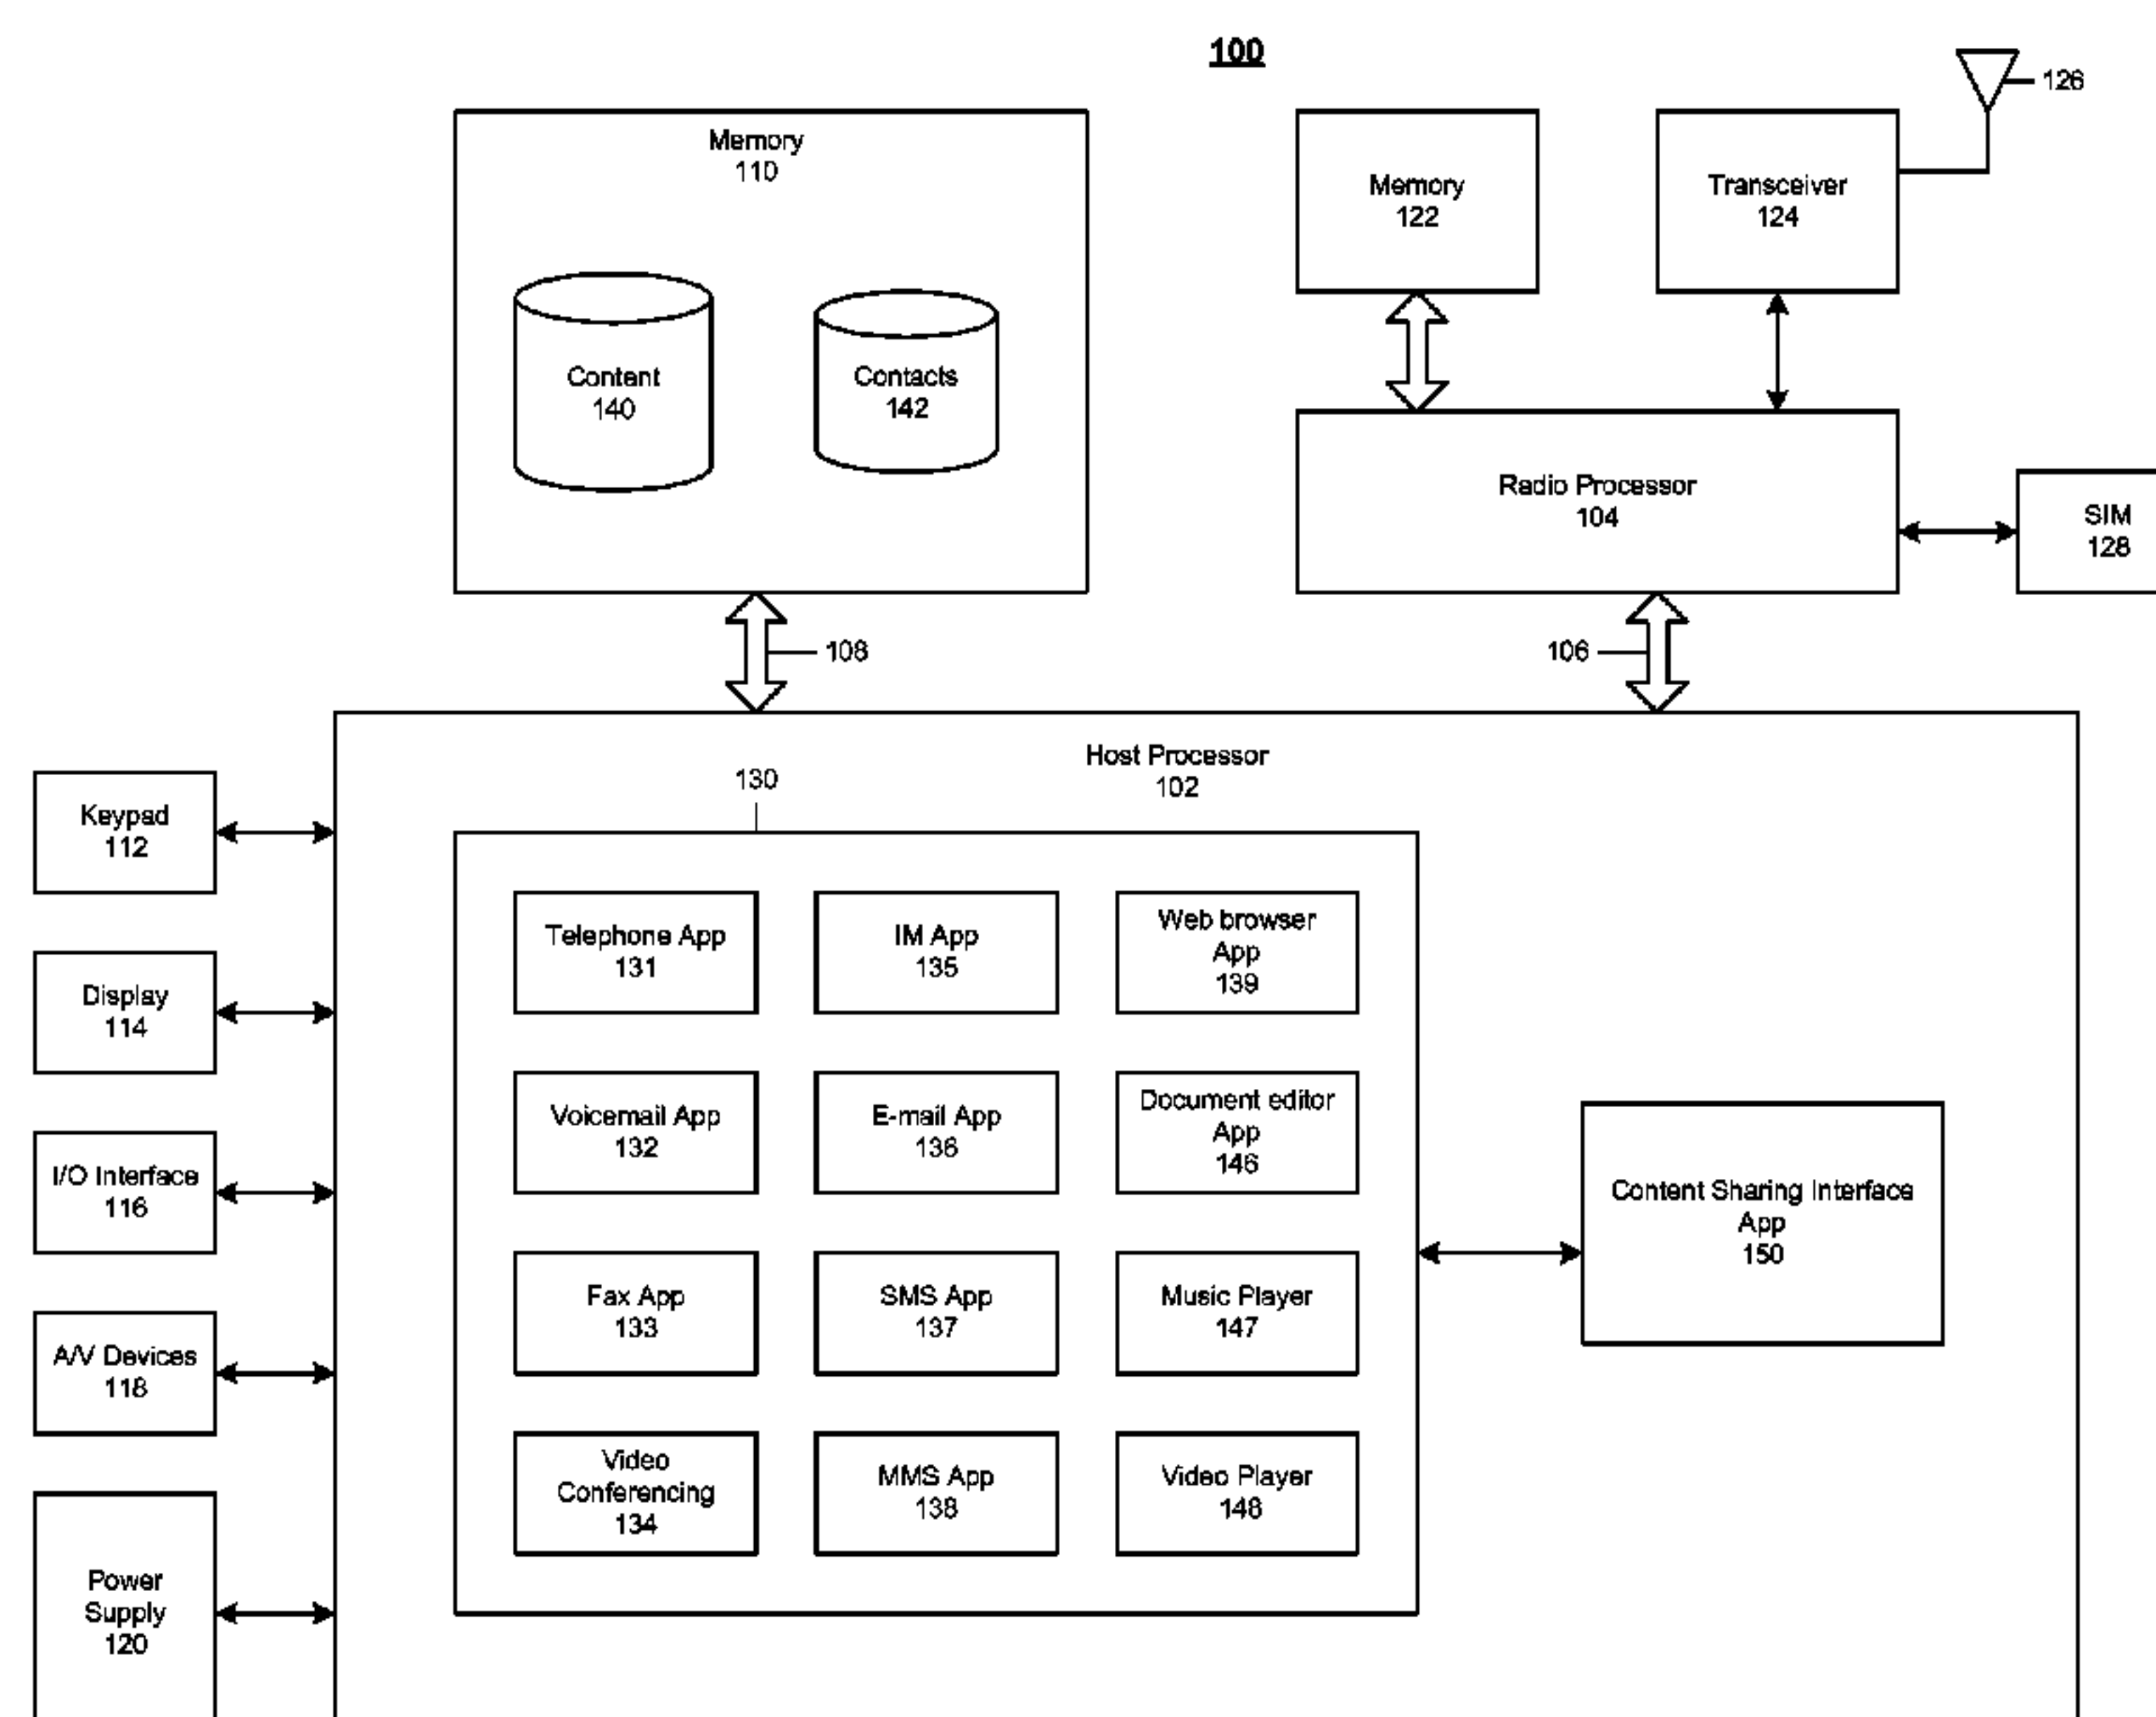 100
126
Memory
110
Memory
122
Transceiver
124
Content
140
Contacts
142
Radio Processor
104
SIM
128
108
106
Host Processor
102
130
Keypad
112
Display
114
I/O Interface
116
A/V Devices
118
Power
Supply
120
Telephone App
131
IM App
135
Web browser
App
139
Voicemail App
132
E-mail App
136
Document editor
App
146
Fax App
133
SMS App
137
Music Player
147
Video
Conferencing
134
MMS App
138
Video Player
148
Content Sharing Interface
App
150